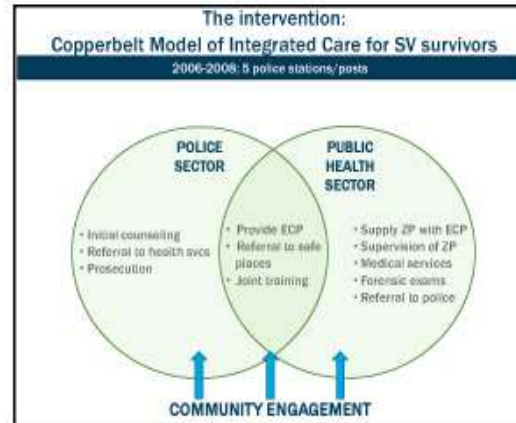 The intervention:
Copperbelt Model of Integrated Care for SV survivors
2006-2008; 5 police stations/posts
POLICE
SECTOR
• Initial counseling
• Referral to health svcs
• Prosecution
• Provide ECP
• Referral to safe
places
• Joint training
PUBLIC
HEALTH
SECTOR
• Supply ZP with ECP
• Supervision of ZP
• Medical services
• Forensic exams
• Referral to police
COMMUNITY ENGAGEMENT